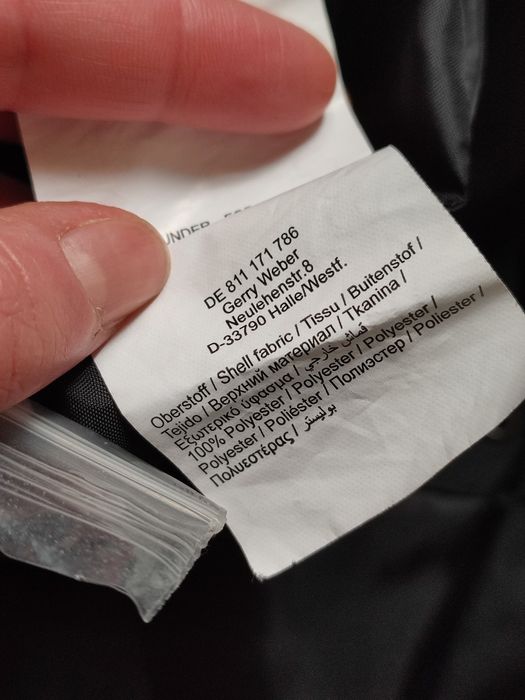 UNDER
DE 811 171 786
Gerry Weber
Neulehenstr.8
D-33790 Halle/Westf.
Oberstoff / Shell fabric / Tissu / Buitenstof /
Tejido / Верхний материал / Tkanina /
Εξωτερικό ύφασμα / قماش خارجي /
100% Polyester / Polyester / Polyester /
Polyester / Poliéster / Полиэстер / Poliester /
Πολυεστέρας / بوليستر